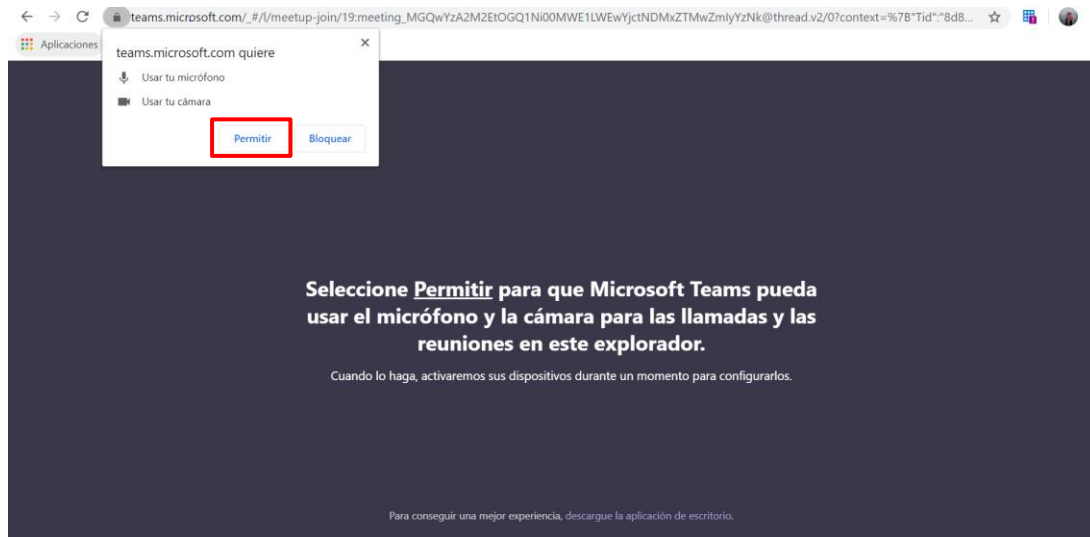 teams.microsoft.com/_#/l/meetup-join/19:meeting_MGQwYzA2M2EtOGQ1Ni00MWE1LWEwYjctNDMxZTMwZmIyYzNk@thread.v2/0?context=%7B"Tid":"8d8...
Aplicaciones
teams.microsoft.com quiere
Usar tu micrófono
Usar tu cámara
Permitir Bloquear
Seleccione Permitir para que Microsoft Teams pueda
usar el micrófono y la cámara para las llamadas y las
reuniones en este explorador.
Cuando lo haga, activaremos sus dispositivos durante un momento para configurarlos.
Para conseguir una mejor experiencia, descargue la aplicación de escritorio.